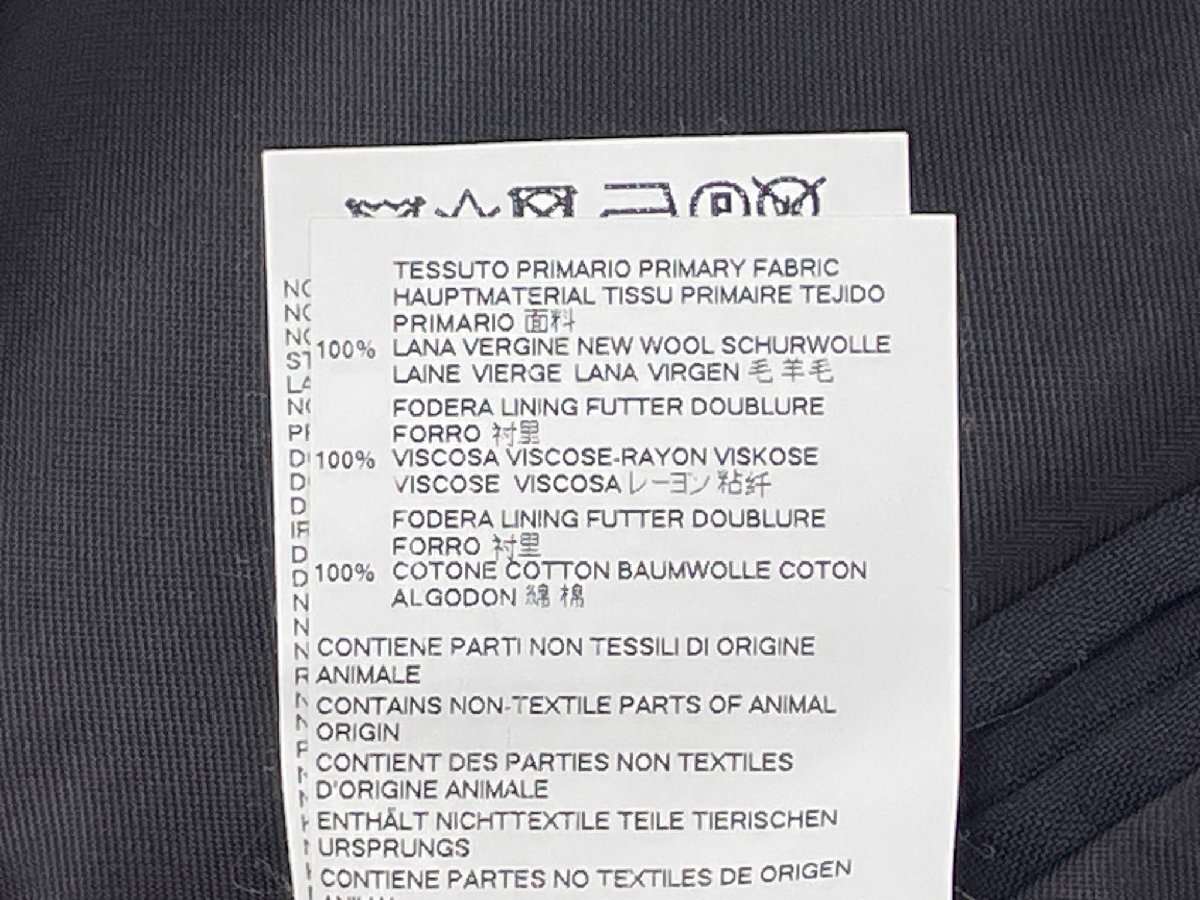 TESSUTO PRIMARIO PRIMARY FABRIC
HAUPTMATERIAL TISSU PRIMAIRE TEJIDO
PRIMARIO 面料
100% LANA VERGINE NEW WOOL SCHURWOLLE
LAINE VIERGE LANA VIRGEN 毛 羊毛
FODERA LINING FUTTER DOUBLURE
FORRO 衬里
100% VISCOSA VISCOSE-RAYON VISKOSE
VISCOSE VISCOSA レーヨン 粘纤
FODERA LINING FUTTER DOUBLURE
FORRO 衬里
100% COTONE COTTON BAUMWOLLE COTON
ALGODON 綿 棉
CONTIENE PARTI NON TESSILI DI ORIGINE
ANIMALE
CONTAINS NON-TEXTILE PARTS OF ANIMAL
ORIGIN
CONTIENT DES PARTIES NON TEXTILES
D'ORIGINE ANIMALE
ENTHÄLT NICHTTEXTILE TEILE TIERISCHEN
URSPRUNGS
CONTIENE PARTES NO TEXTILES DE ORIGEN